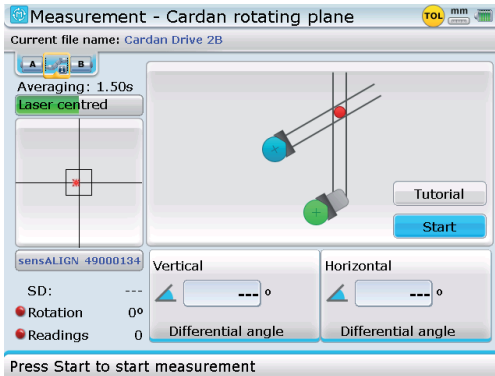 Measurement - Cardan rotating plane
TOL mm
Current file name: Cardan Drive 2B
A B
Averaging: 1.50s
Laser centred
Tutorial
Start
sensALIGN 49000134
Vertical
Horizontal
SD: ---
--- º
--- º
Rotation 0º
Differential angle
Differential angle
Readings 0
Press Start to start measurement